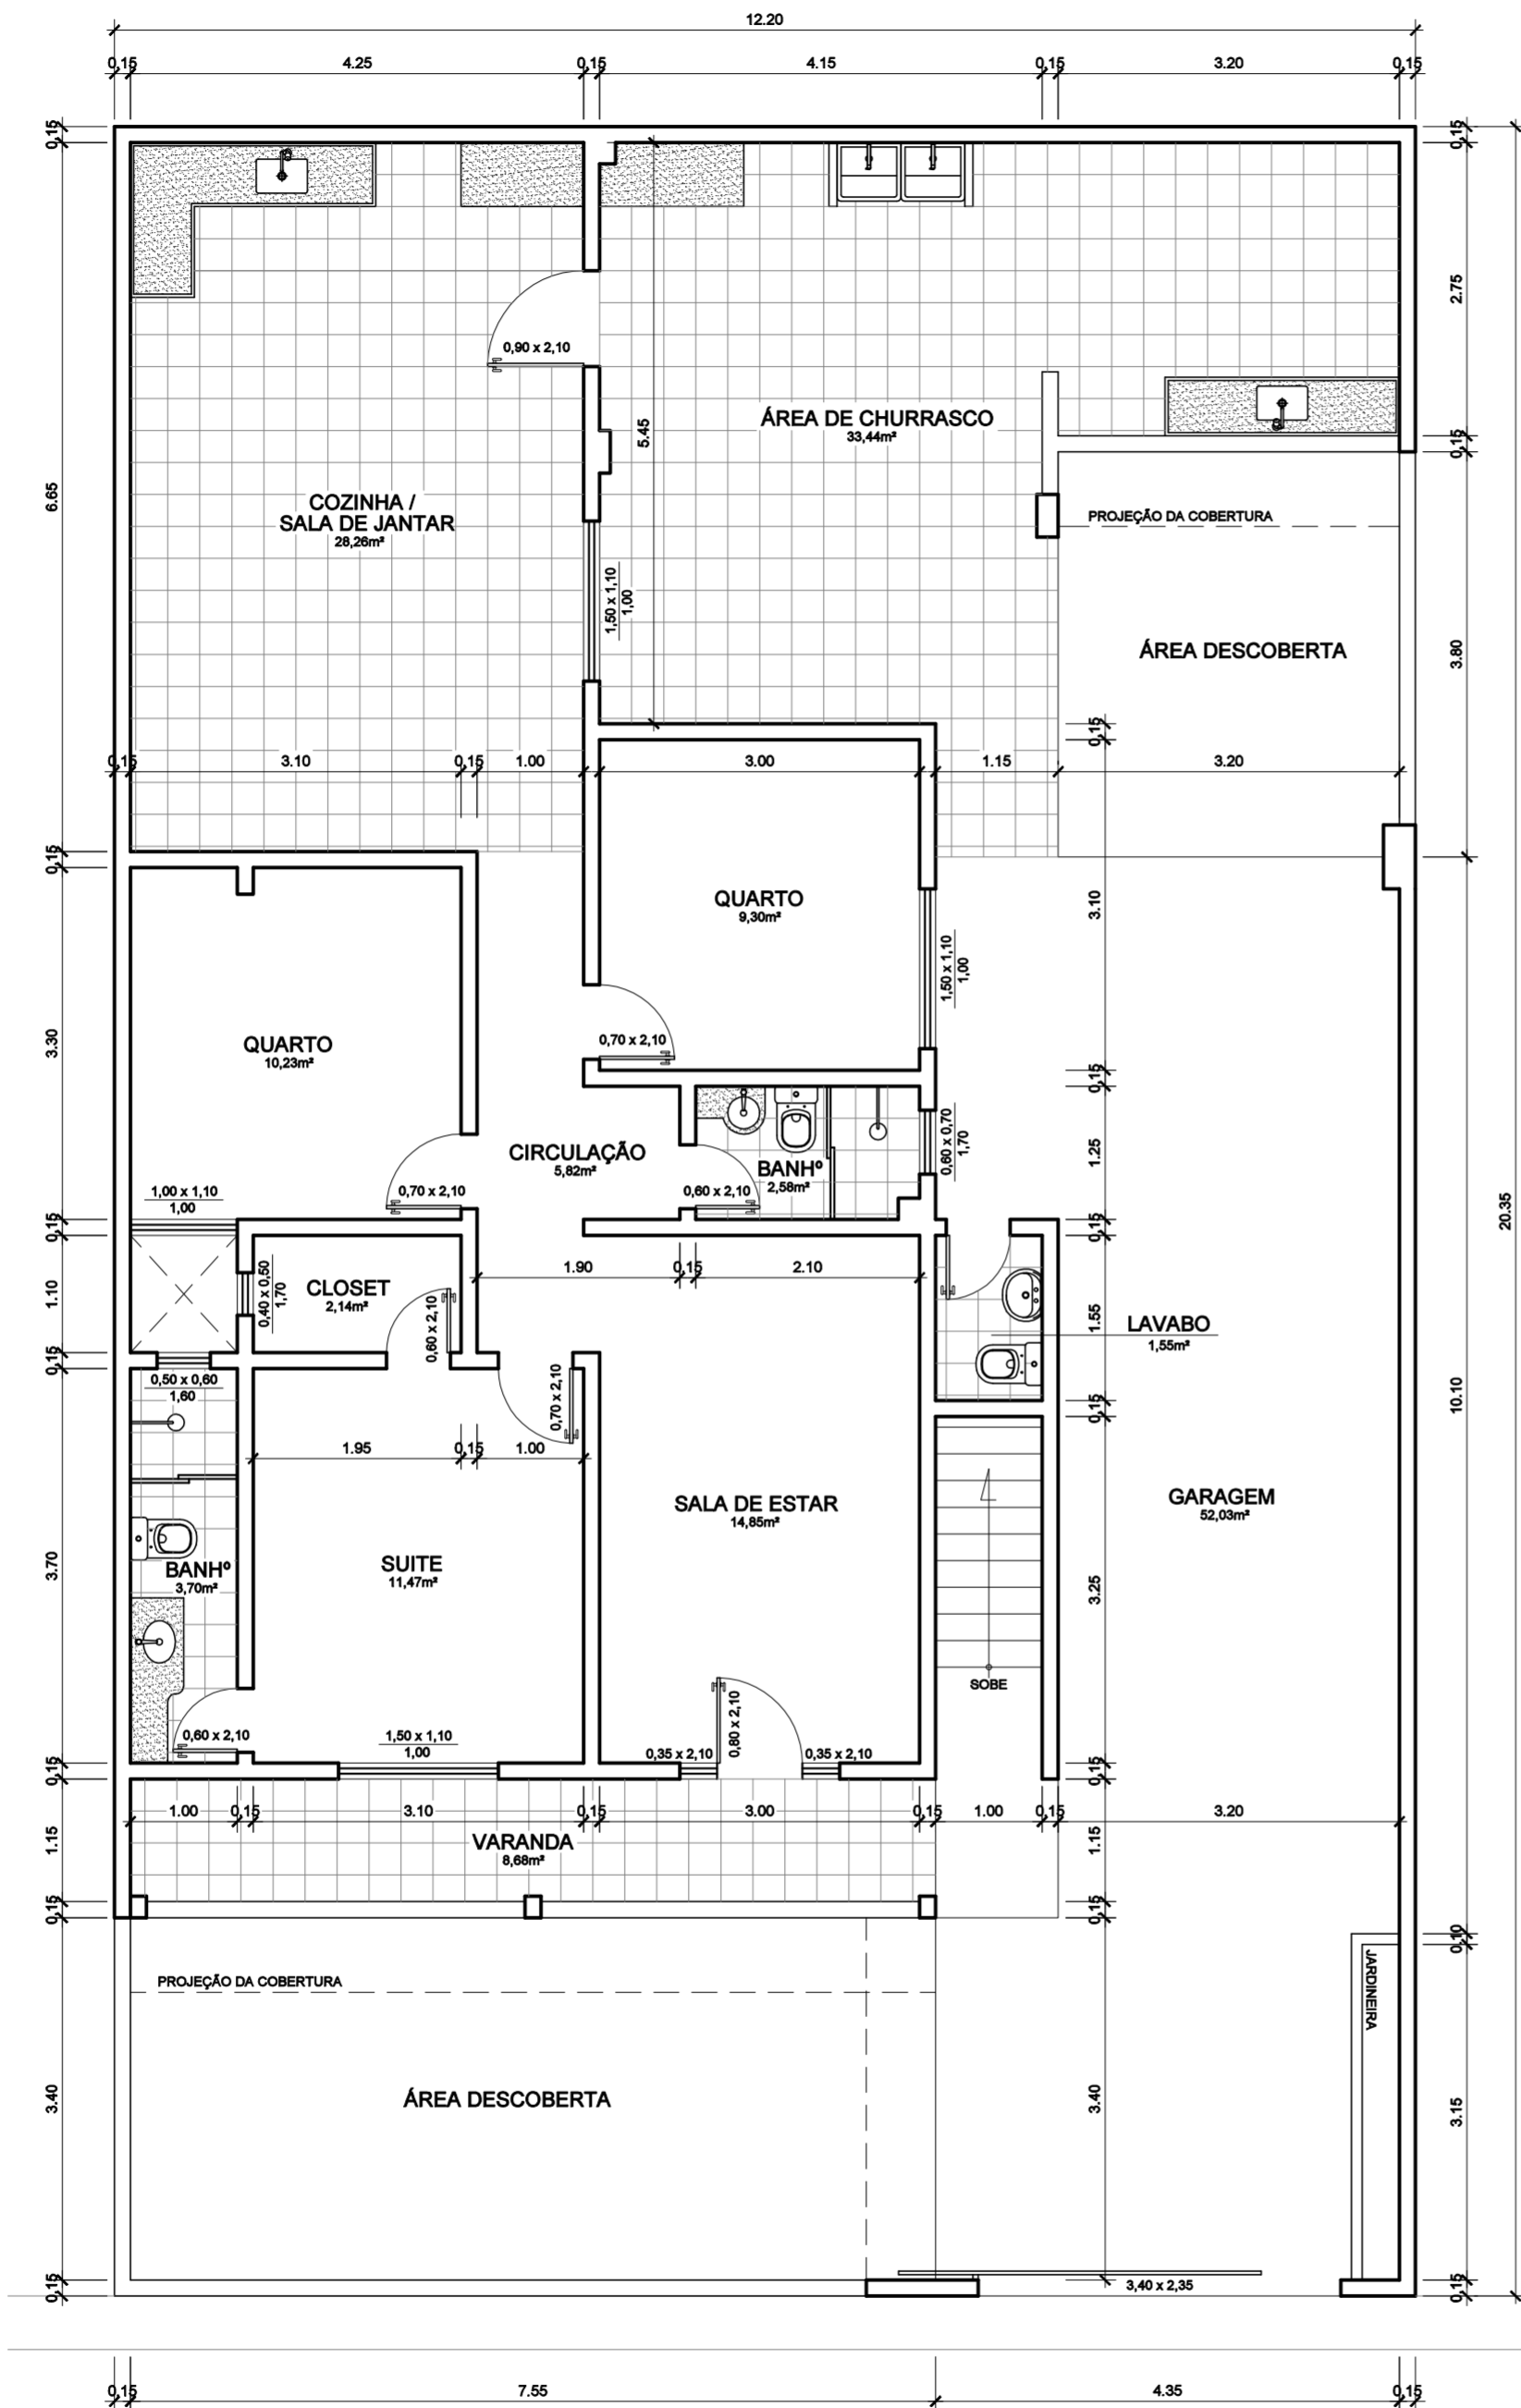 12.20
0,15 4.25 0,15 4.15 0,15 3.20 0,15
0,15
0,15
2.75
0,90 x 2,10
ÁREA DE CHURRASCO
33,44m²
5.45
0,15
6.65
COZINHA /
SALA DE JANTAR
28,26m²
PROJEÇÃO DA COBERTURA
1,50 x 1,10
1,00
ÁREA DESCOBERTA
3.80
0,15
0,15 3.10 0,15 1.00 3.00 1.15 3.20
0,15
QUARTO
9,30m²
3.10
1,50 x 1,10
1,00
3.30
QUARTO
10,23m²
0,70 x 2,10
0,15
CIRCULAÇÃO
5,82m²
BANHº
2,58m²
0,60 x 0,70
1,70
1.25
1,00 x 1,10
1,00
0,70 x 2,10
0,60 x 2,10
20.35
0,15
0,15
1.10
CLOSET
2,14m²
0,40 x 0,50
1,70
0,60 x 2,10
1.90 0,15 2.10
1.55
LAVABO
1,55m²
0,15
0,50 x 0,60
1,60
0,70 x 2,10
0,15
10.10
1.95 0,15 1.00
SALA DE ESTAR
14,85m²
GARAGEM
52,03m²
3.70
BANHº
3,70m²
SUITE
11,47m²
3.25
SOBE
0,60 x 2,10
1,50 x 1,10
1,00
0,35 x 2,10
0,80 x 2,10
0,35 x 2,10
0,15
0,15
1.00 0,15 3.10 0,15 3.00 0,15 1.00 0,15 3.20
1.15
VARANDA
8,68m²
1.15
0,15
0,15
0,10
JARDINEIRA
PROJEÇÃO DA COBERTURA
3.40
ÁREA DESCOBERTA
3.40
3.15
0,15
3,40 x 2,35
0,15
0,15 7.55 4.35 0,15